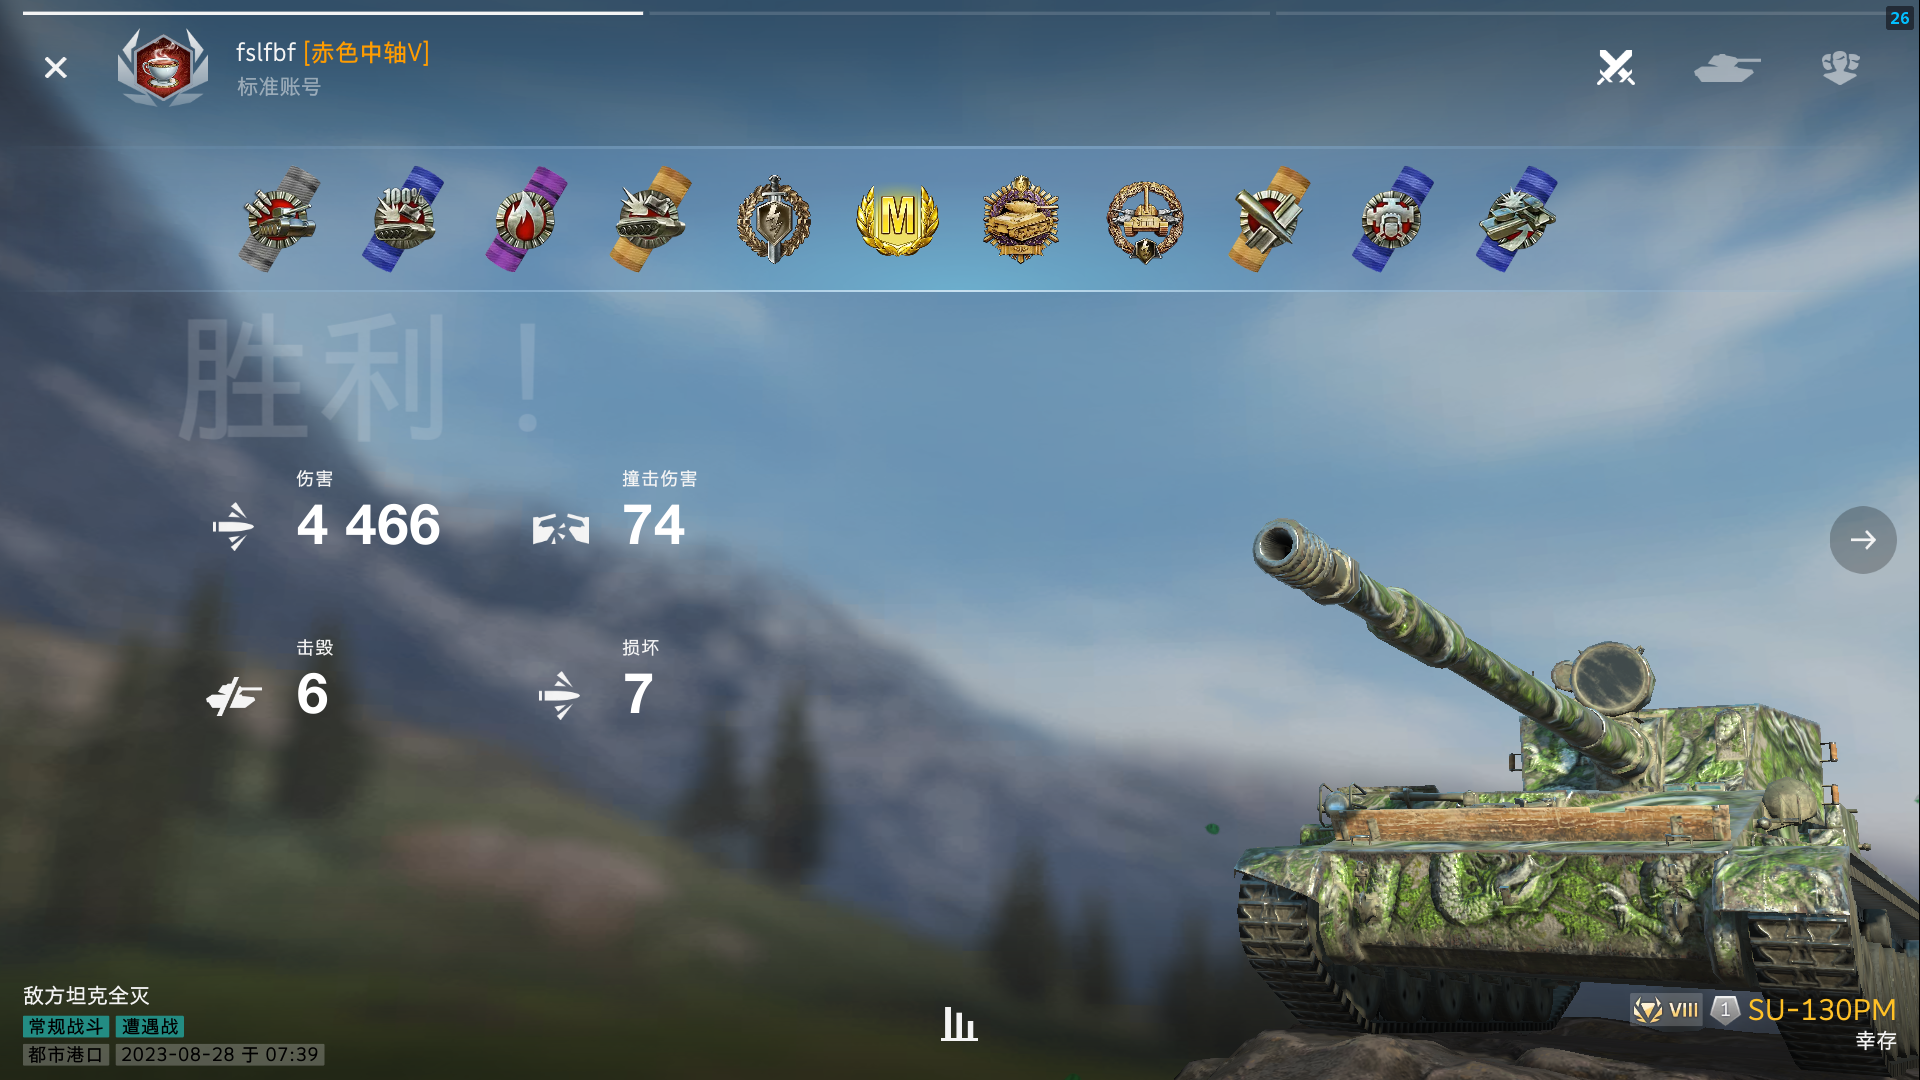 26
fslfbf [赤色中轴V]
标准账号
100%
M
胜利！
伤害
4 466
撞击伤害
74
击毁
6
损坏
7
敌方坦克全灭
常规战斗 遭遇战
都市港口 2023-08-28 于 07:39
VIII 1 SU-130PM
幸存